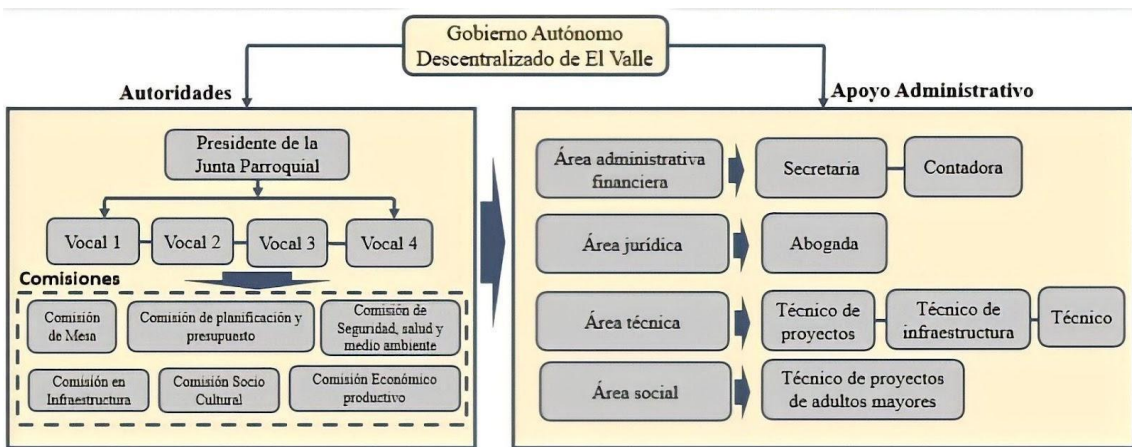 Gobierno Autónomo
Descentralizado de El Valle
Autoridades
Presidente de la
Junta Parroquial
Vocal 1
Vocal 2
Vocal 3
Vocal 4
Comisiones
Comisión
de Mesa
Comisión de planificación y
presupuesto
Comisión de
Seguridad, salud y
medio ambiente
Comisión en
Infraestructura
Comisión Socio
Cultural
Comisión Económico
productivo
Apoyo Administrativo
Área administrativa
financiera
Secretaria
Contadora
Área jurídica
Abogada
Área técnica
Técnico de
proyectos
Técnico de
infraestructura
Técnico
Área social
Técnico de proyectos
de adultos mayores